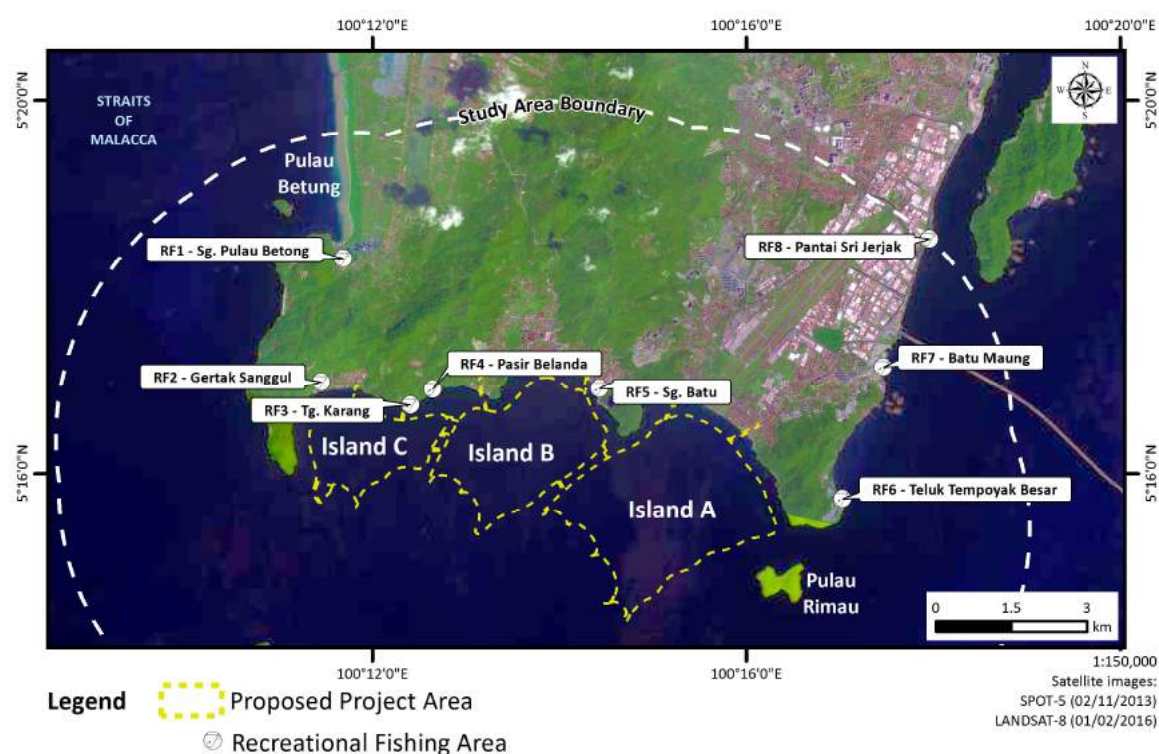 100°12'0"E
100°16'0"E
100°20'0"E
5°20'0"N
5°20'0"N
STRAITS
OF
MALACCA
N
W
E
S
Study Area Boundary
Pulau
Betung
RF1 - Sg. Pulau Betong
RF8 - Pantai Sri Jerjak
RF4 - Pasir Belanda
RF7 - Batu Maung
RF2 - Gertak Sanggul
RF5 - Sg. Batu
RF3 - Tg. Karang
Island C
Island B
5°16'0"N
5°16'0"N
RF6 - Teluk Tempoyak Besar
Island A
Pulau
Rimau
0
1.5
3
km
100°12'0"E
100°16'0"E
1:150,000
Satellite images:
SPOT-5 (02/11/2013)
LANDSAT-8 (01/02/2016)
Legend
Proposed Project Area
Recreational Fishing Area